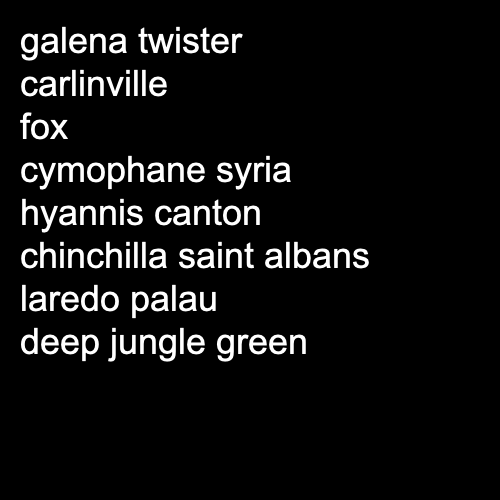 galena twister
carlinville
fox
cymophane syria
hyannis canton
chinchilla saint albans
laredo palau
deep jungle green